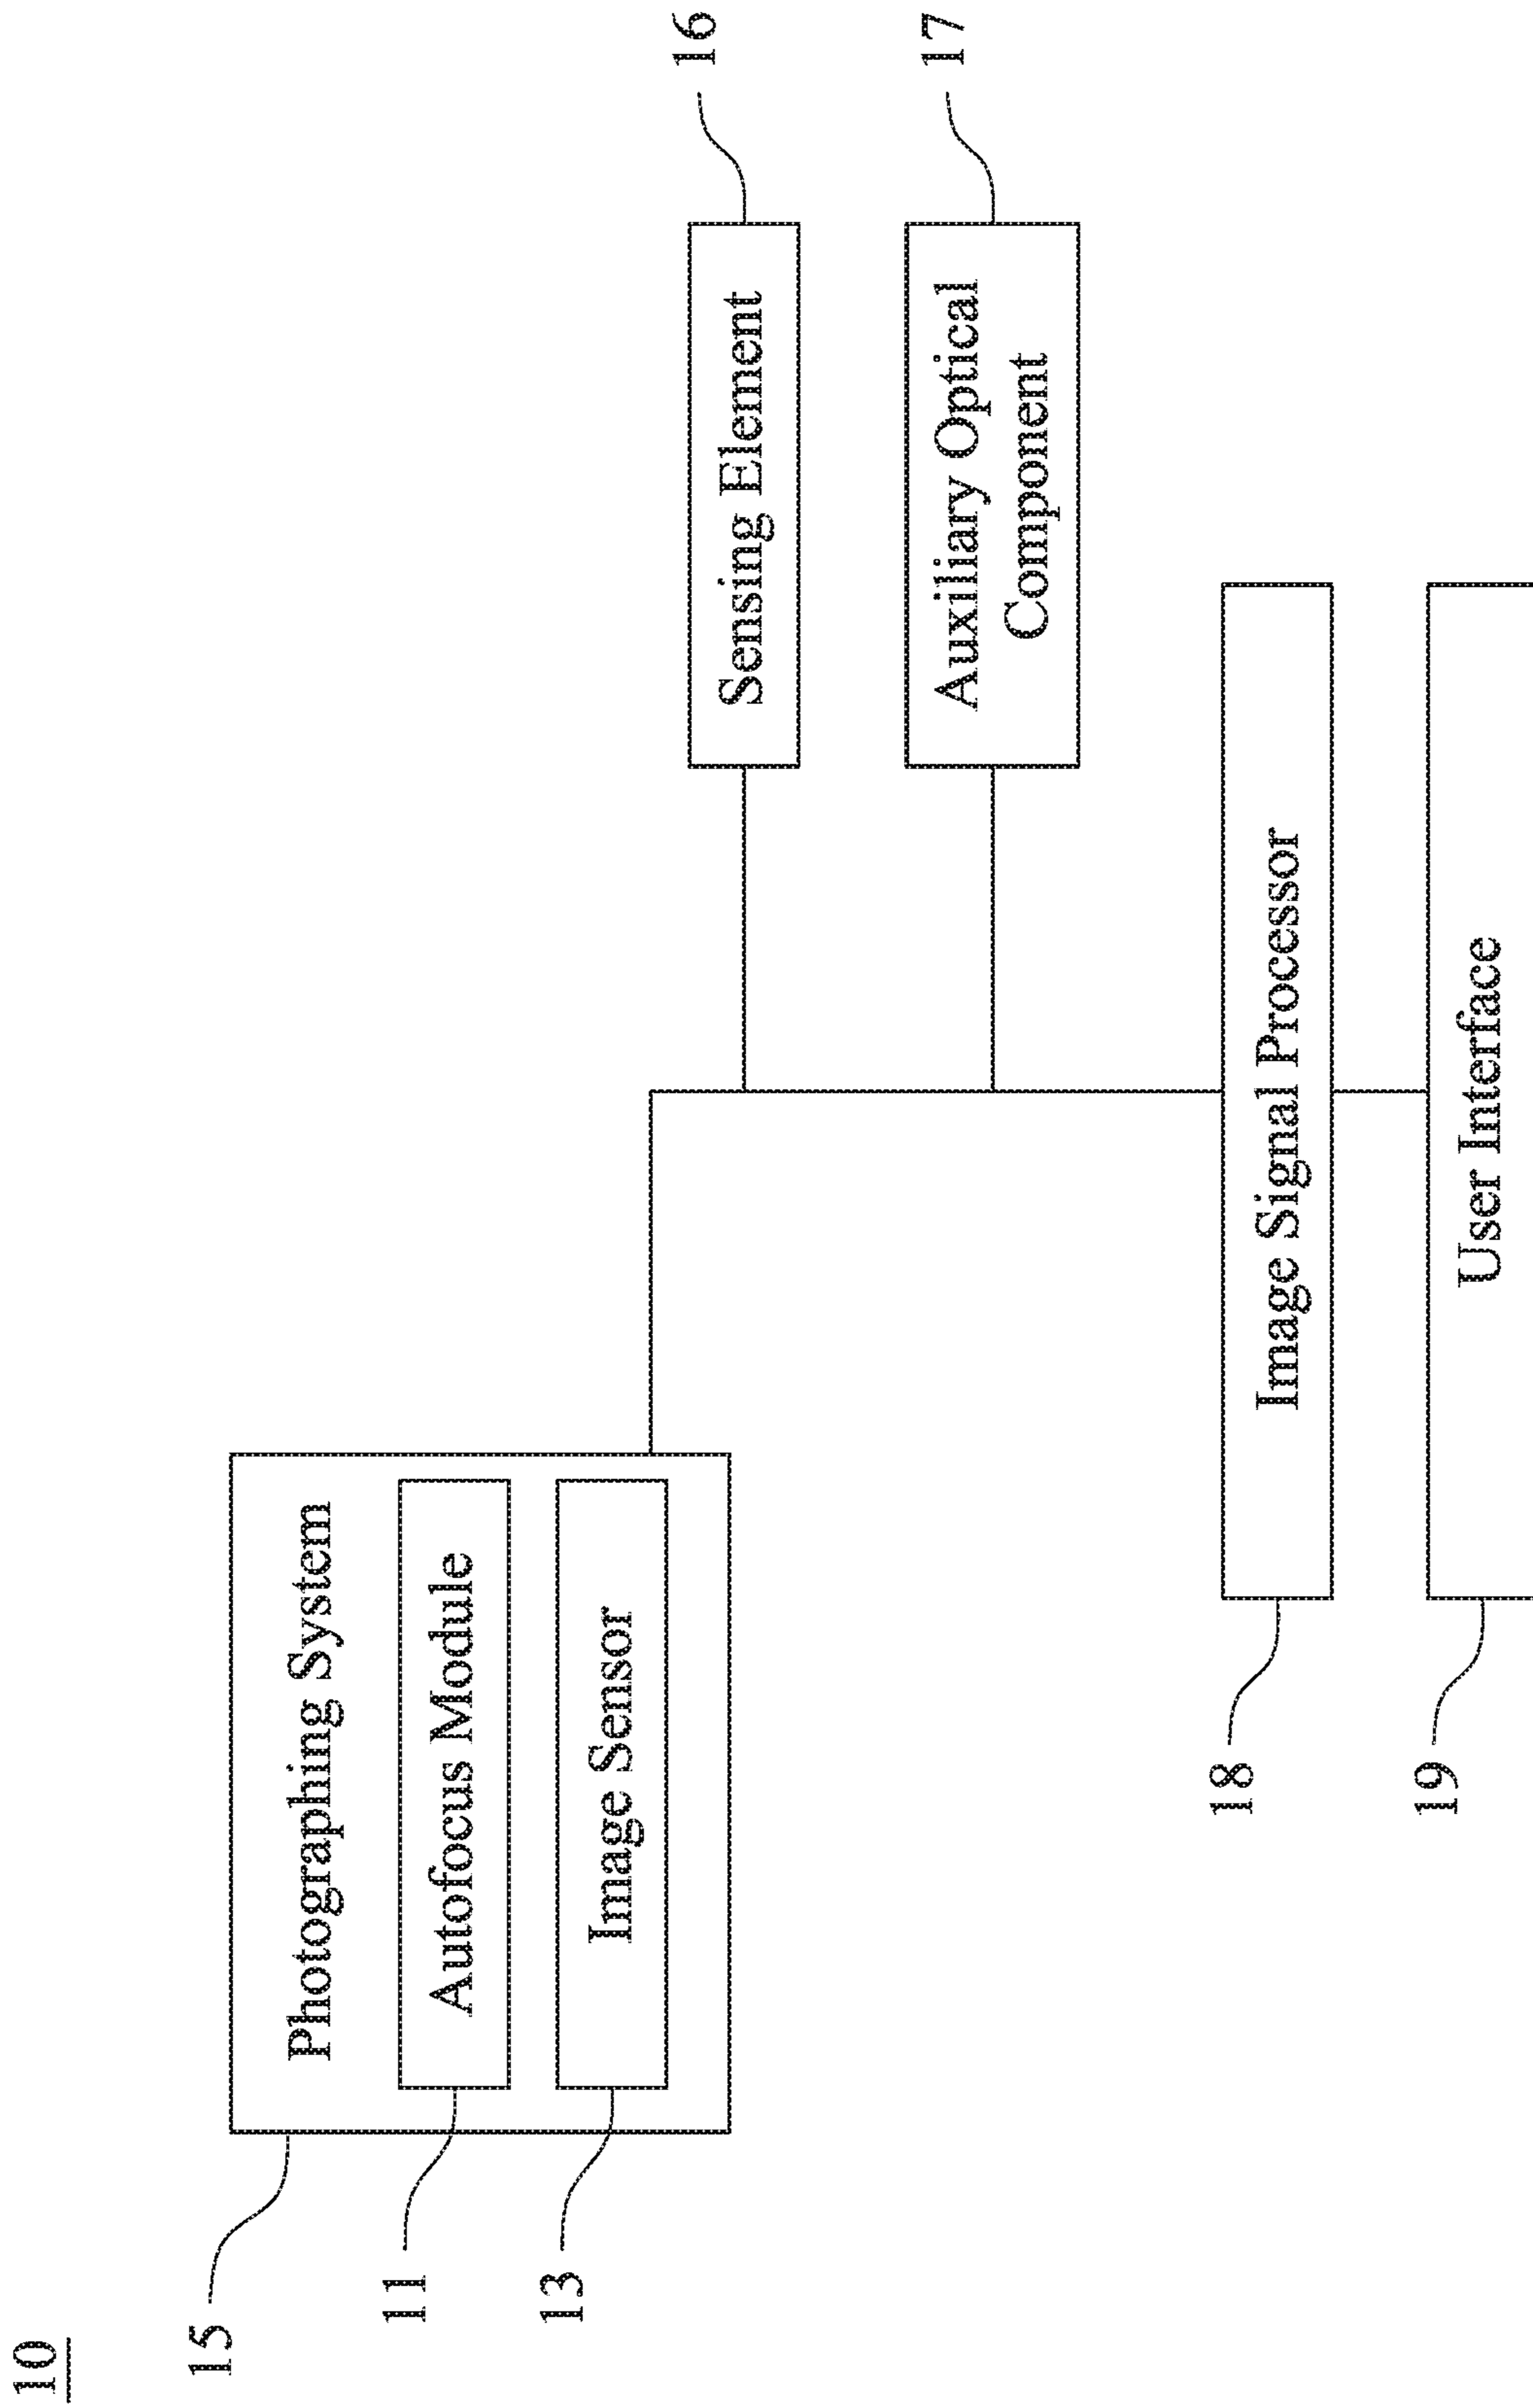 10
15
Photographing System
11
Autofocus Module
13
Image Sensor
Sensing Element
16
Auxiliary Optical
Component
17
18
Image Signal Processor
19
User Interface